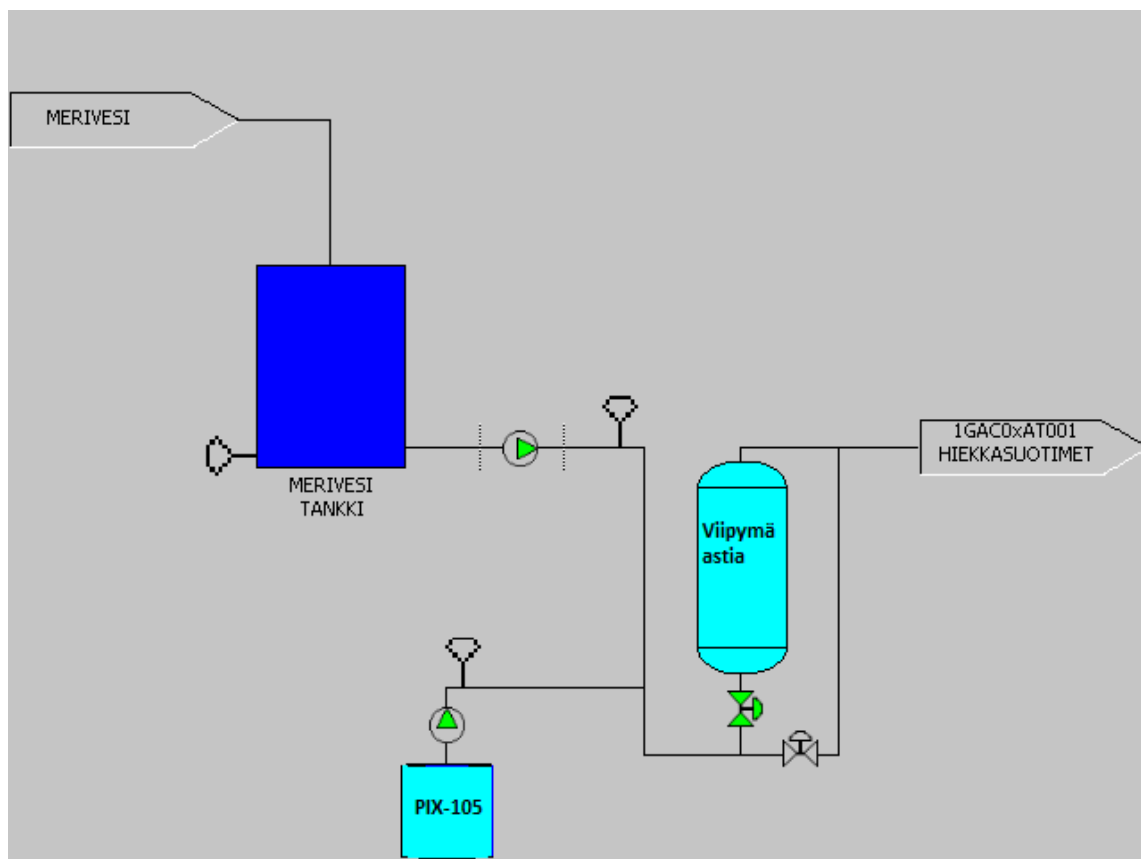 MERIVESI
MERIVESI
TANKKI
1GAC0xAT001
HIEKKASUOTIMET
Viipymä
astia
PIX-105